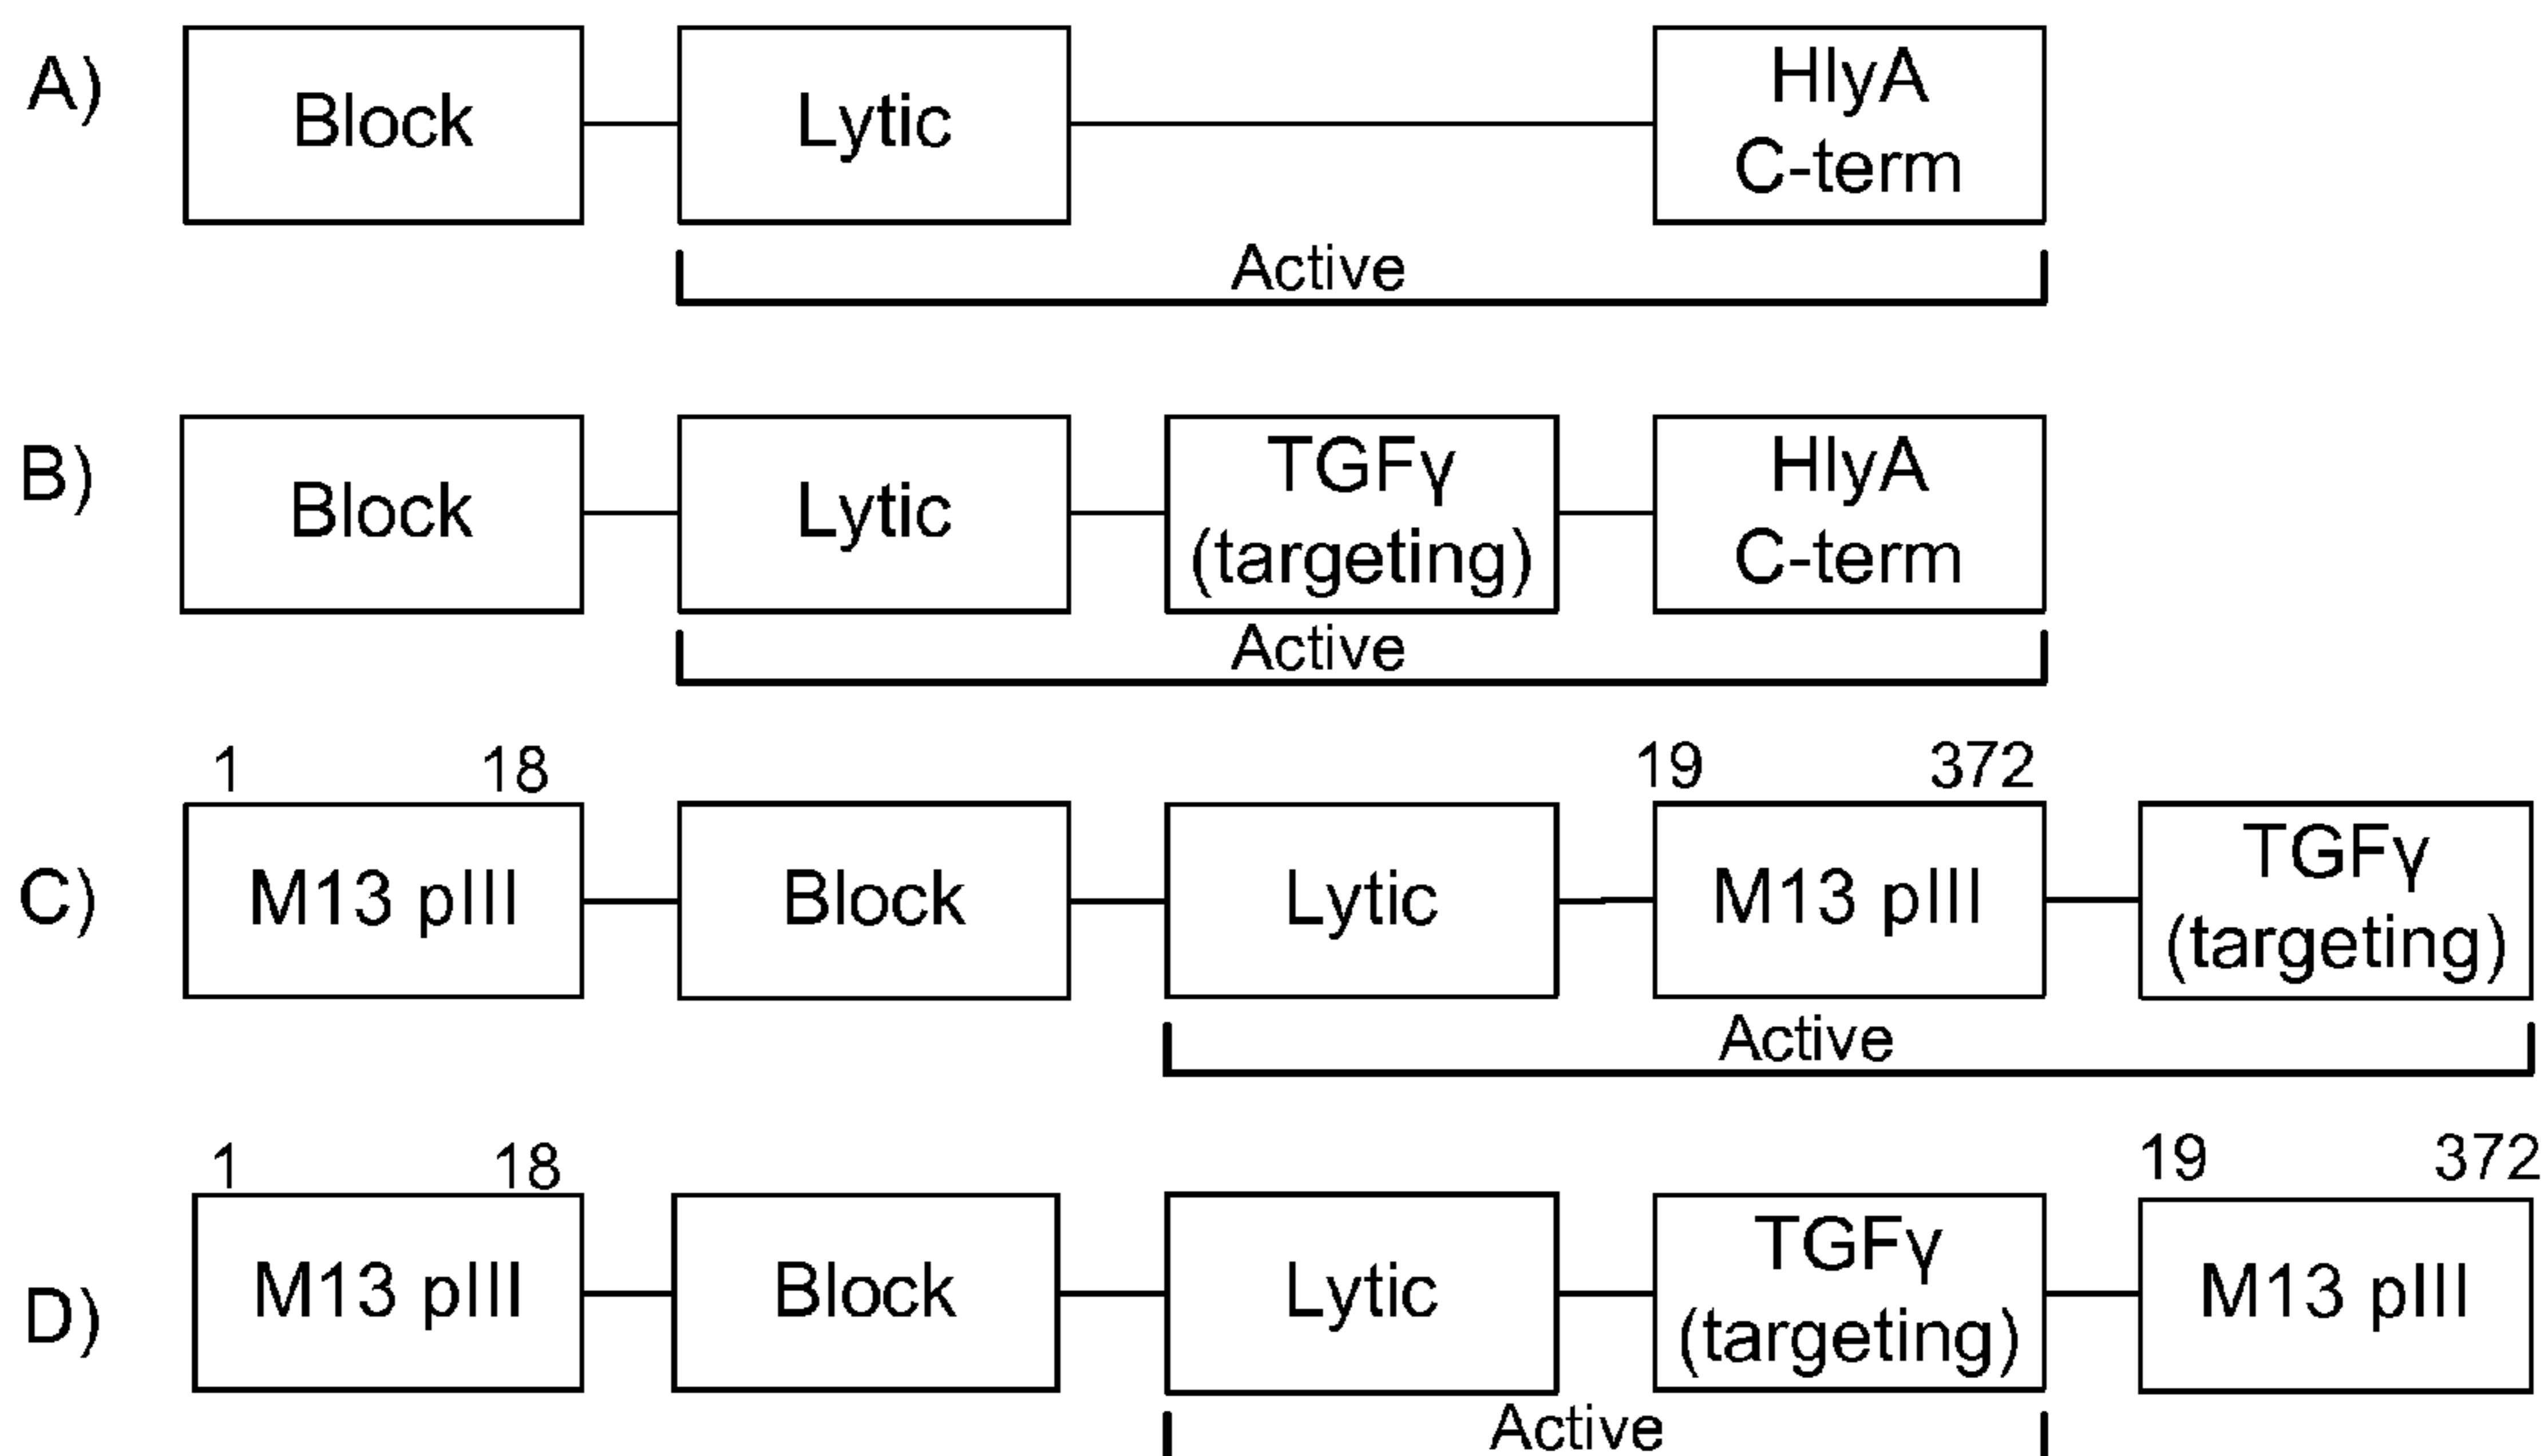 A)
Block
Lytic
HlyA
C-term
Active
B)
Block
Lytic
TGFγ
(targeting)
HlyA
C-term
Active
1 18 19 372
C)
M13 pIII
Block
Lytic
M13 pIII
TGFγ
(targeting)
Active
1 18 19 372
D)
M13 pIII
Block
Lytic
TGFγ
(targeting)
M13 pIII
Active